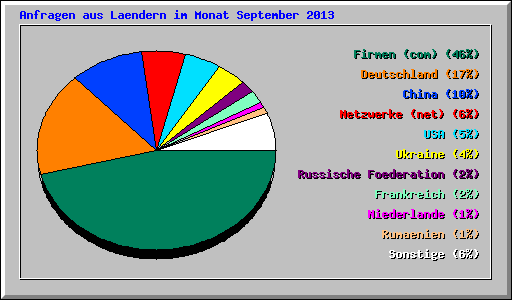 Anfragen aus Laendern im Monat September 2013
Firmen (com) (46%)
Deutschland (17%)
China (10%)
Netzwerke (net) (6%)
USA (5%)
Ukraine (4%)
Russische Foederation (2%)
Frankreich (2%)
Niederlande (1%)
Rumaenien (1%)
Sonstige (6%)